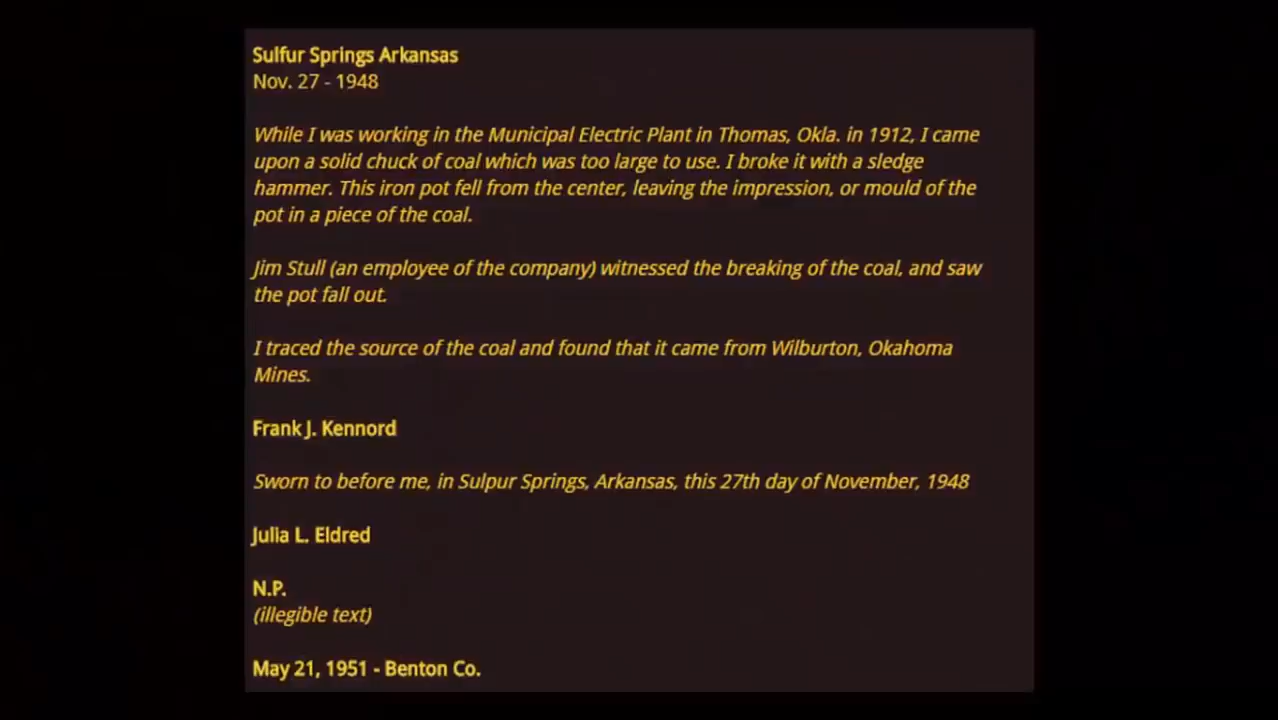 Sulfur Springs Arkansas
Nov. 27 - 1948
While I was working in the Municipal Electric Plant in Thomas, Okla. in 1912, I came
upon a solid chuck of coal which was too large to use. I broke it with a sledge
hammer. This iron pot fell from the center, leaving the impression, or mould of the
pot in a piece of the coal.
Jim Stull (an employee of the company) witnessed the breaking of the coal, and saw
the pot fall out.
I traced the source of the coal and found that it came from Wilburton, Okahoma
Mines.
Frank J. Kennord
Sworn to before me, in Sulpur Springs, Arkansas, this 27th day of November, 1948
Julia L. Eldred
N.P.
(illegible text)
May 21, 1951 - Benton Co.